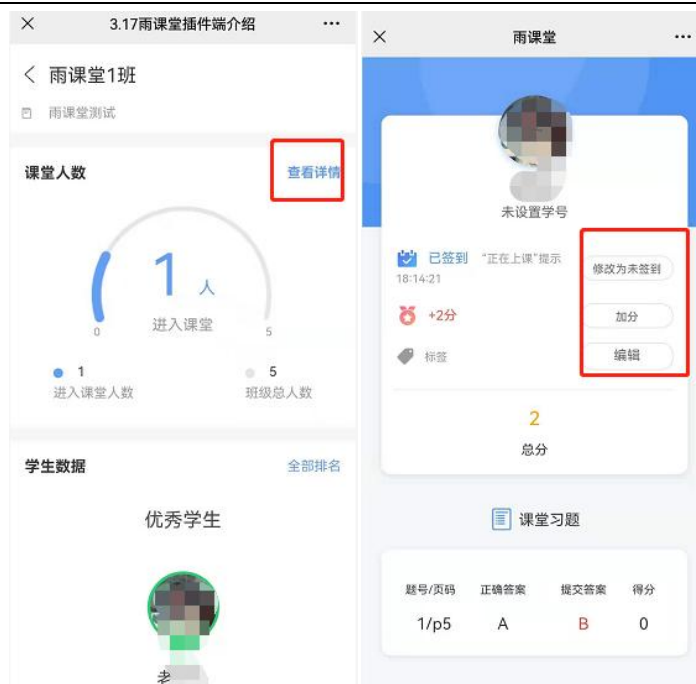 3.17雨课堂插件端介绍
雨课堂1班
雨课堂测试
课堂人数
查看详情
1 人
进入课堂
0
5
1
进入课堂人数
5
班级总人数
学生数据
全部排名
优秀学生
老
雨课堂
未设置学号
已签到 “正在上课”提示
18:14:21
修改为未签到
+2分
加分
标签
编辑
2
总分
课堂习题
题号/页码 正确答案 提交答案 得分
1/p5 A B 0